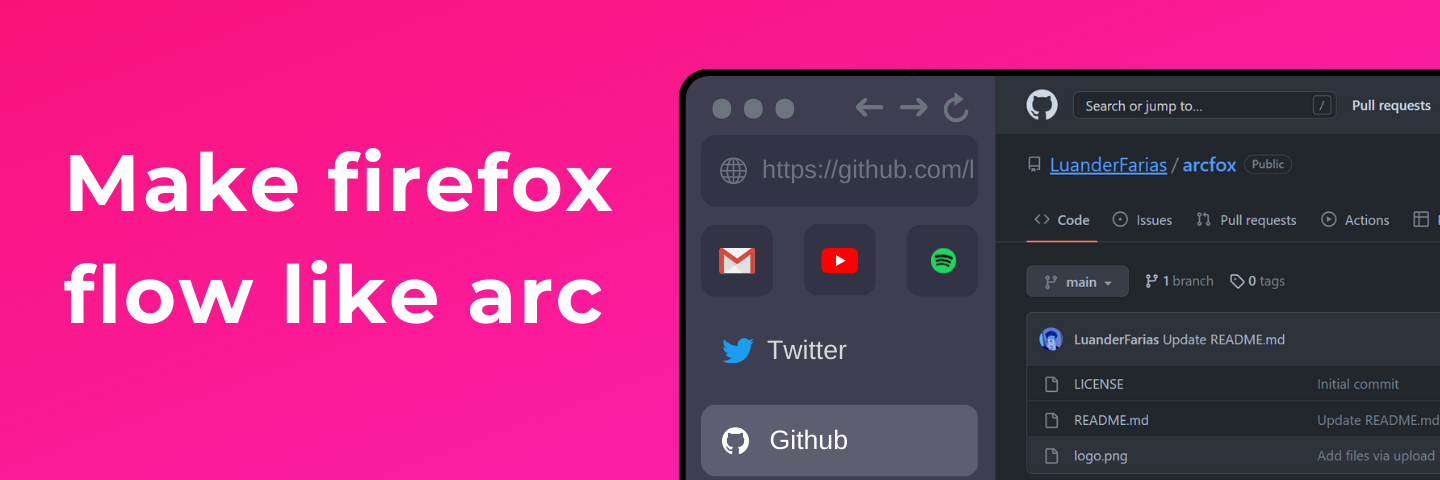 Make firefox
flow like arc
https://github.com/l
Twitter
Github
Search or jump to...
/
Pull requests
LuanderFarias / arcfox
Public
Code
Issues
Pull requests
Actions
main
1 branch
0 tags
LuanderFarias Update README.md
LICENSE
Initial commit
README.md
Update README.md
logo.png
Add files via upload